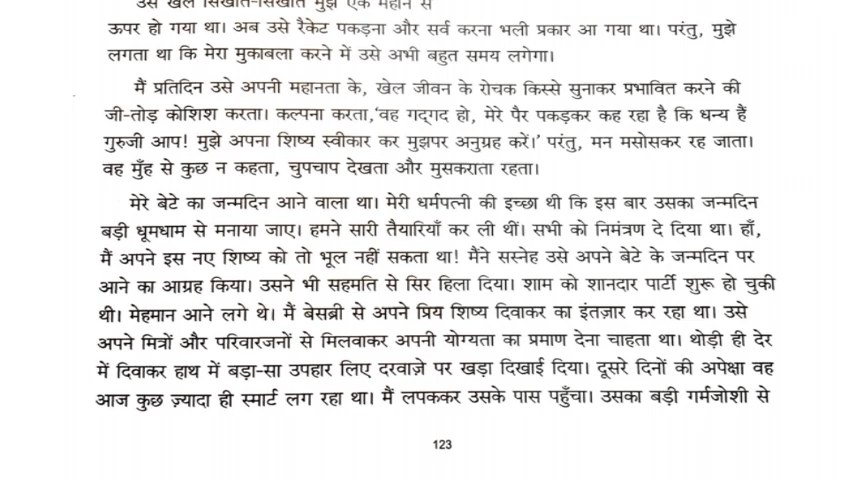 उसे खेल सिखाते-सिखाते मुझे एक महीने से
ऊपर हो गया था। अब उसे रैकेट पकड़ना और सर्व करना भली प्रकार आ गया था। परंतु, मुझे
लगता था कि मेरा मुकाबला करने में उसे अभी बहुत समय लगेगा।
मैं प्रतिदिन उसे अपनी महानता के, खेल जीवन के रोचक किस्से सुनाकर प्रभावित करने की
जी-तोड़ कोशिश करता। कल्पना करता,‘वह गद्‌गद हो, मेरे पैर पकड़कर कह रहा है कि धन्य हैं
गुरुजी आप! मुझे अपना शिष्य स्वीकार कर मुझपर अनुग्रह करें।’ परंतु, मन मसोसकर रह जाता।
वह मुँह से कुछ न कहता, चुपचाप देखता और मुसकराता रहता।
मेरे बेटे का जन्मदिन आने वाला था। मेरी धर्मपत्नी की इच्छा थी कि इस बार उसका जन्मदिन
बड़ी धूमधाम से मनाया जाए। हमने सारी तैयारियाँ कर ली थीं। सभी को निमंत्रण दे दिया था। हाँ,
मैं अपने इस नए शिष्य को तो भूल नहीं सकता था! मैंने सस्नेह उसे अपने बेटे के जन्मदिन पर
आने का आग्रह किया। उसने भी सहमति से सिर हिला दिया। शाम को शानदार पार्टी शुरू हो चुकी
थी। मेहमान आने लगे थे। मैं बेसब्री से अपने प्रिय शिष्य दिवाकर का इंतज़ार कर रहा था। उसे
अपने मित्रों और परिवारजनों से मिलवाकर अपनी योग्यता का प्रमाण देना चाहता था। थोड़ी ही देर
में दिवाकर हाथ में बड़ा-सा उपहार लिए दरवाज़े पर खड़ा दिखाई दिया। दूसरे दिनों की अपेक्षा वह
आज कुछ ज़्यादा ही स्मार्ट लग रहा था। मैं लपककर उसके पास पहुँचा। उसका बड़ी गर्मजोशी से
123